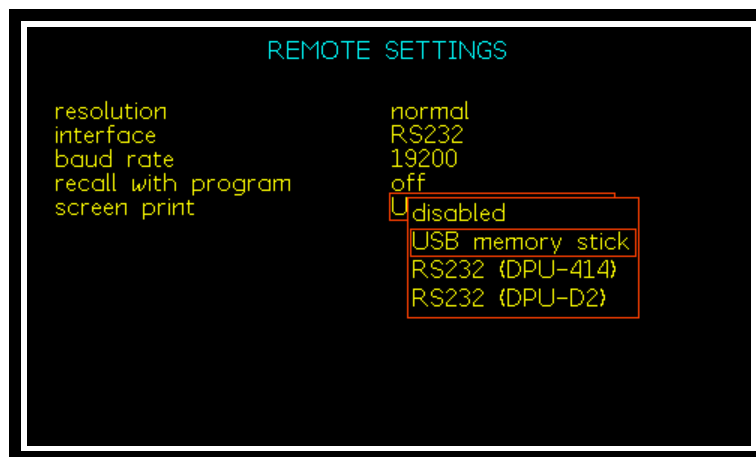 REMOTE SETTINGS
resolution normal
interface RS232
baud rate 19200
recall with program off
screen print U
disabled
USB memory stick
RS232 (DPU-414)
RS232 (DPU-D2)